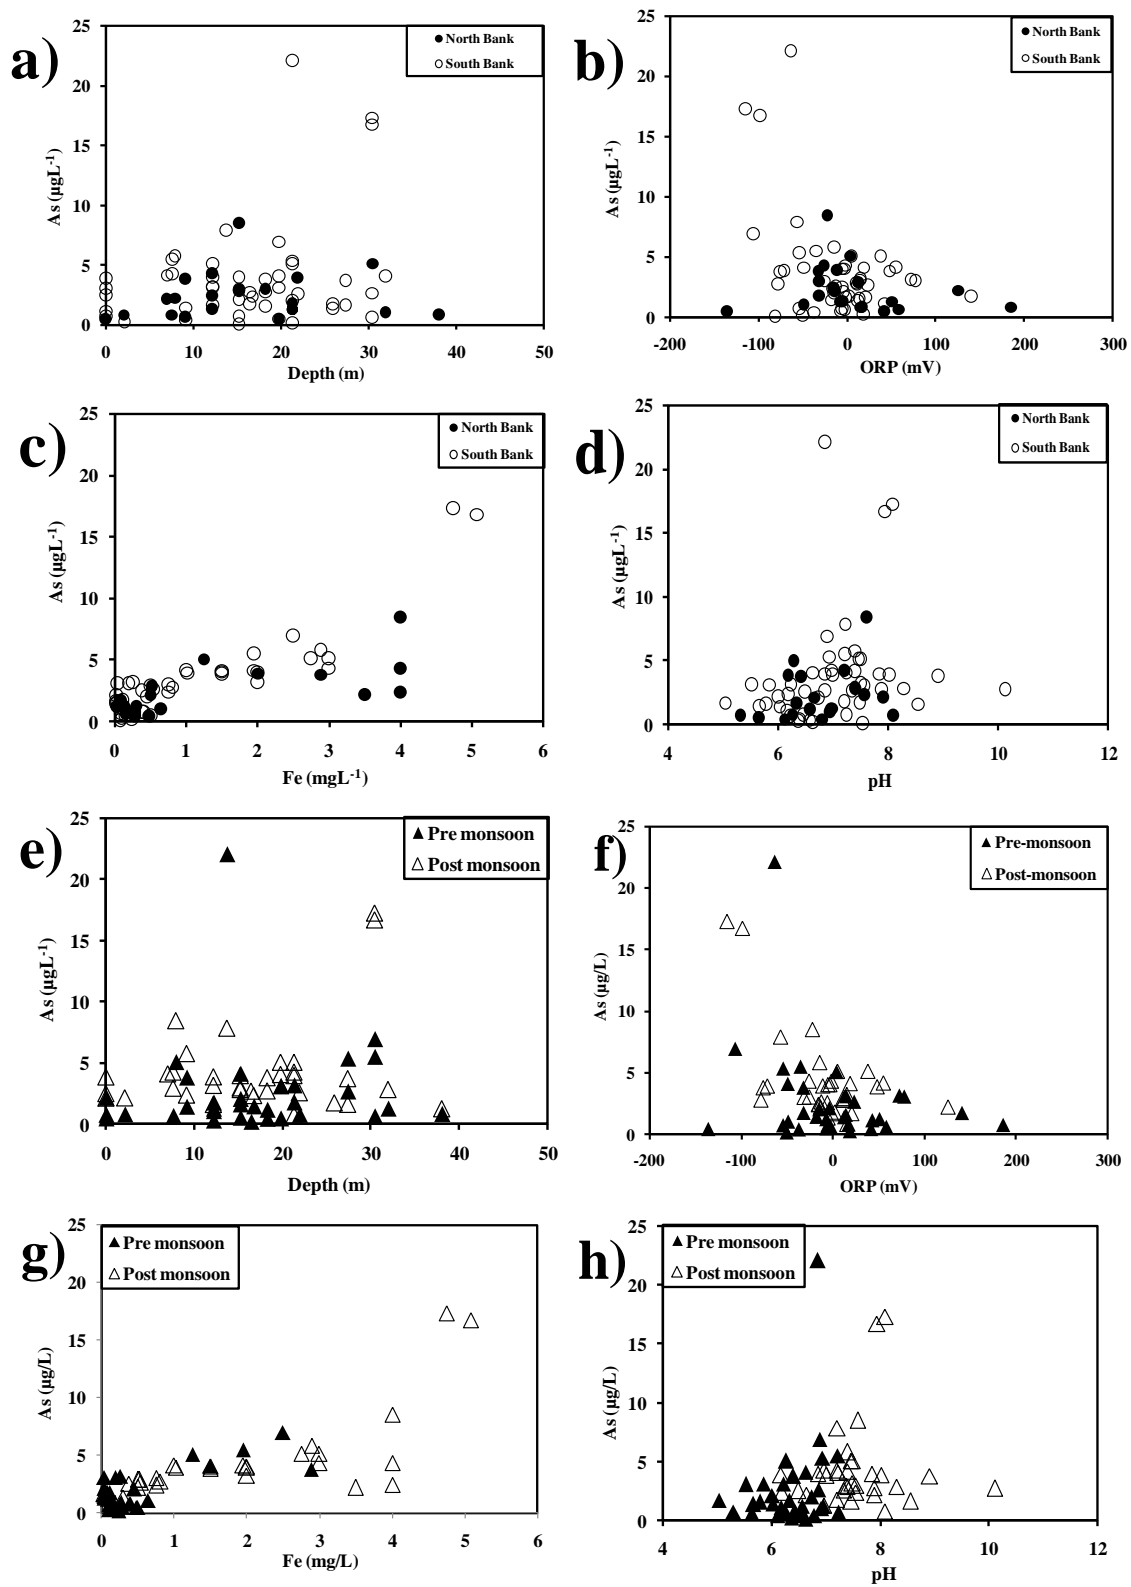 a)
25
20
15
10
5
0
As (µgL-1)
0 10 20 30 40 50
Depth (m)
North Bank
South Bank
b)
25
20
15
10
5
0
As (µgL-1)
-200 -100 0 100 200 300
ORP (mV)
North Bank
South Bank
c)
25
20
15
10
5
0
As (µgL-1)
0 1 2 3 4 5 6
Fe (mgL-1)
North Bank
South Bank
d)
25
20
15
10
5
0
As (µgL-1)
4 6 8 10 12
pH
North Bank
South Bank
e)
25
20
15
10
5
0
As (µgL-1)
0 10 20 30 40 50
Depth (m)
Pre monsoon
Post monsoon
f)
25
20
15
10
5
0
As (µg/L)
-200 -100 0 100 200 300
ORP (mV)
Pre-monsoon
Post-monsoon
g)
25
20
15
10
5
0
As (µg/L)
0 1 2 3 4 5 6
Fe (mg/L)
Pre monsoon
Post monsoon
h)
25
20
15
10
5
0
As (µg/L)
4 6 8 10 12
pH
Pre monsoon
Post monsoon